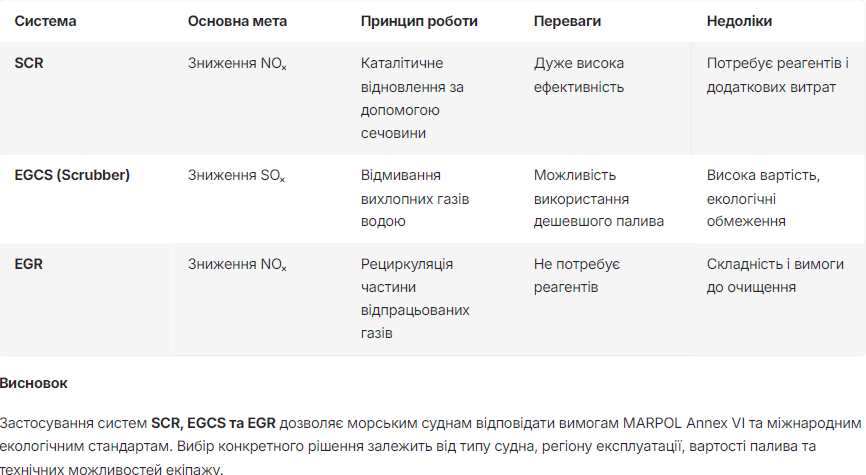 Система Основна мета Принцип роботи Переваги Недоліки
SCR Зниження NOₓ Каталітичне Дуже висока Потребує реагентів і
відновлення за ефективність додаткових витрат
допомогою
сечовини
EGCS (Scrubber) Зниження SOₓ Відмивання Можливість Висока вартість,
вихлопних газів використання екологічні
водою дешевшого палива обмеження
EGR Зниження NOₓ Рециркуляція Не потребує Складність і вимоги
частини реагентів до очищення
відпрацьованих
газів
Висновок
Застосування систем SCR, EGCS та EGR дозволяє морським суднам відповідати вимогам MARPOL Annex VI та міжнародним
екологічним стандартам. Вибір конкретного рішення залежить від типу судна, регіону експлуатації, вартості палива та
технічних можливостей екіпажу.